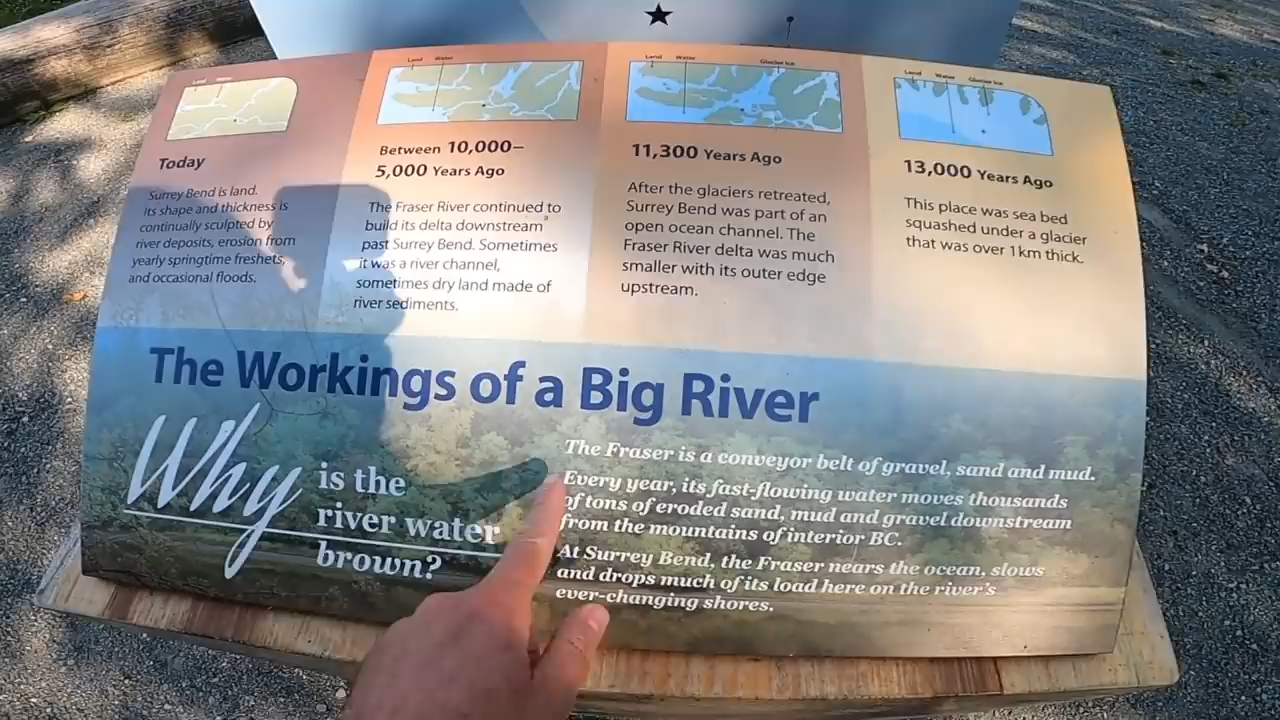 Land Water
Today
Surrey Bend is land.
Its shape and thickness is
continually sculpted by
river deposits, erosion from
yearly springtime freshets,
and occasional floods.
Land Water
Between 10,000–
5,000 Years Ago
The Fraser River continued to
build its delta downstream
past Surrey Bend. Sometimes
it was a river channel,
sometimes dry land made of
river sediments.
Land Water Glacier Ice
11,300 Years Ago
After the glaciers retreated,
Surrey Bend was part of an
open ocean channel. The
Fraser River delta was much
smaller with its outer edge
upstream.
Land Water Glacier Ice
13,000 Years Ago
This place was sea bed
squashed under a glacier
that was over 1km thick.
The Workings of a Big River
Why is the
river water
brown?
The Fraser is a conveyor belt of gravel, sand and mud.
Every year, its fast-flowing water moves thousands
of tons of eroded sand, mud and gravel downstream
from the mountains of interior BC.
At Surrey Bend, the Fraser nears the ocean, slows
and drops much of its load here on the river's
ever-changing shores.